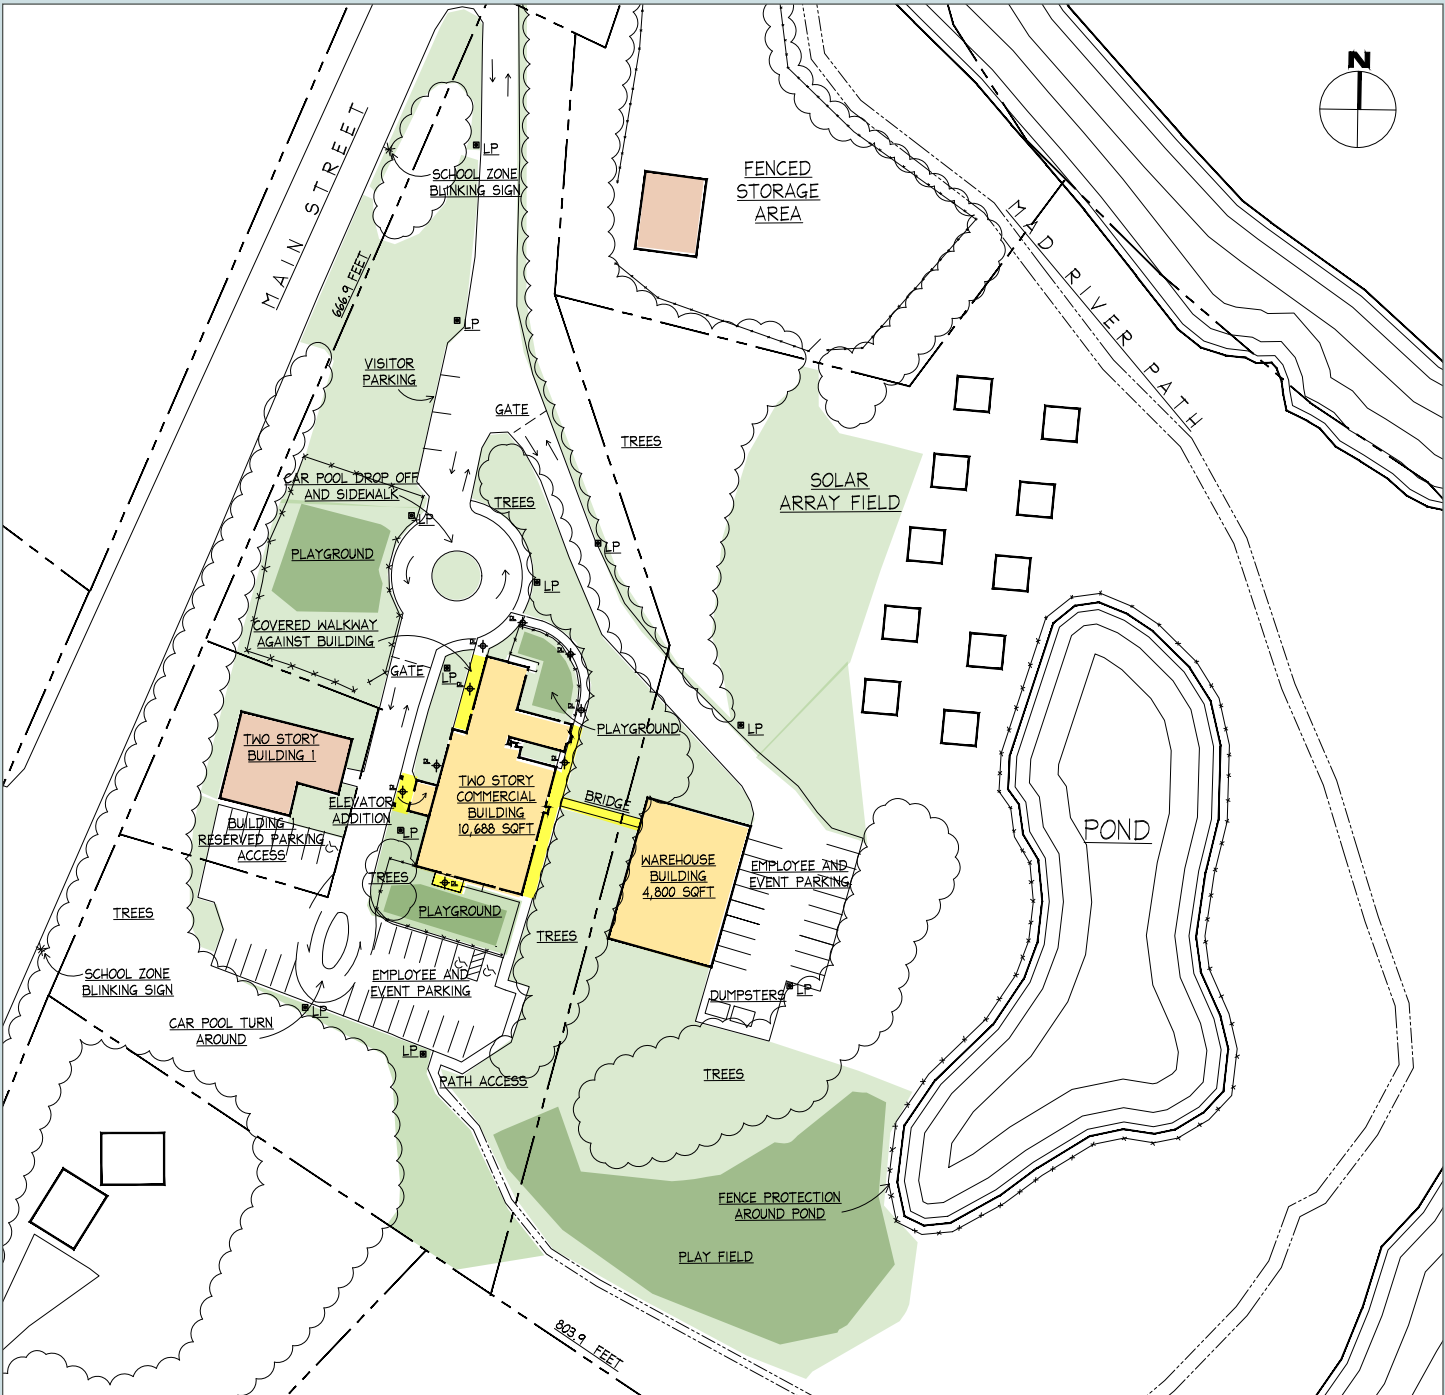 N
LP
SCHOOL ZONE
BLINKING SIGN
FENCED
STORAGE
AREA
MAIN STREET
666.9 FEET
MAD RIVER PATH
LP
VISITOR
PARKING
GATE
TREES
CAR POOL DROP OFF
AND SIDEWALK
LP
TREES
SOLAR
ARRAY FIELD
PLAYGROUND
LP
LP
COVERED WALKWAY
AGAINST BUILDING
GATE
LP
PLAYGROUND
LP
TWO STORY
BUILDING 1
TWO STORY
COMMERCIAL
BUILDING
10,688 SQFT
BRIDGE
ELEVATOR
ADDITION
LP
BUILDING 1
RESERVED PARKING
ACCESS
POND
WAREHOUSE
BUILDING
4,800 SQFT
EMPLOYEE AND
EVENT PARKING
TREES
TREES
PLAYGROUND
TREES
SCHOOL ZONE
BLINKING SIGN
EMPLOYEE AND
EVENT PARKING
DUMPSTERS
LP
CAR POOL TURN
AROUND
LP
LP
PATH ACCESS
TREES
FENCE PROTECTION
AROUND POND
PLAY FIELD
803.9 FEET